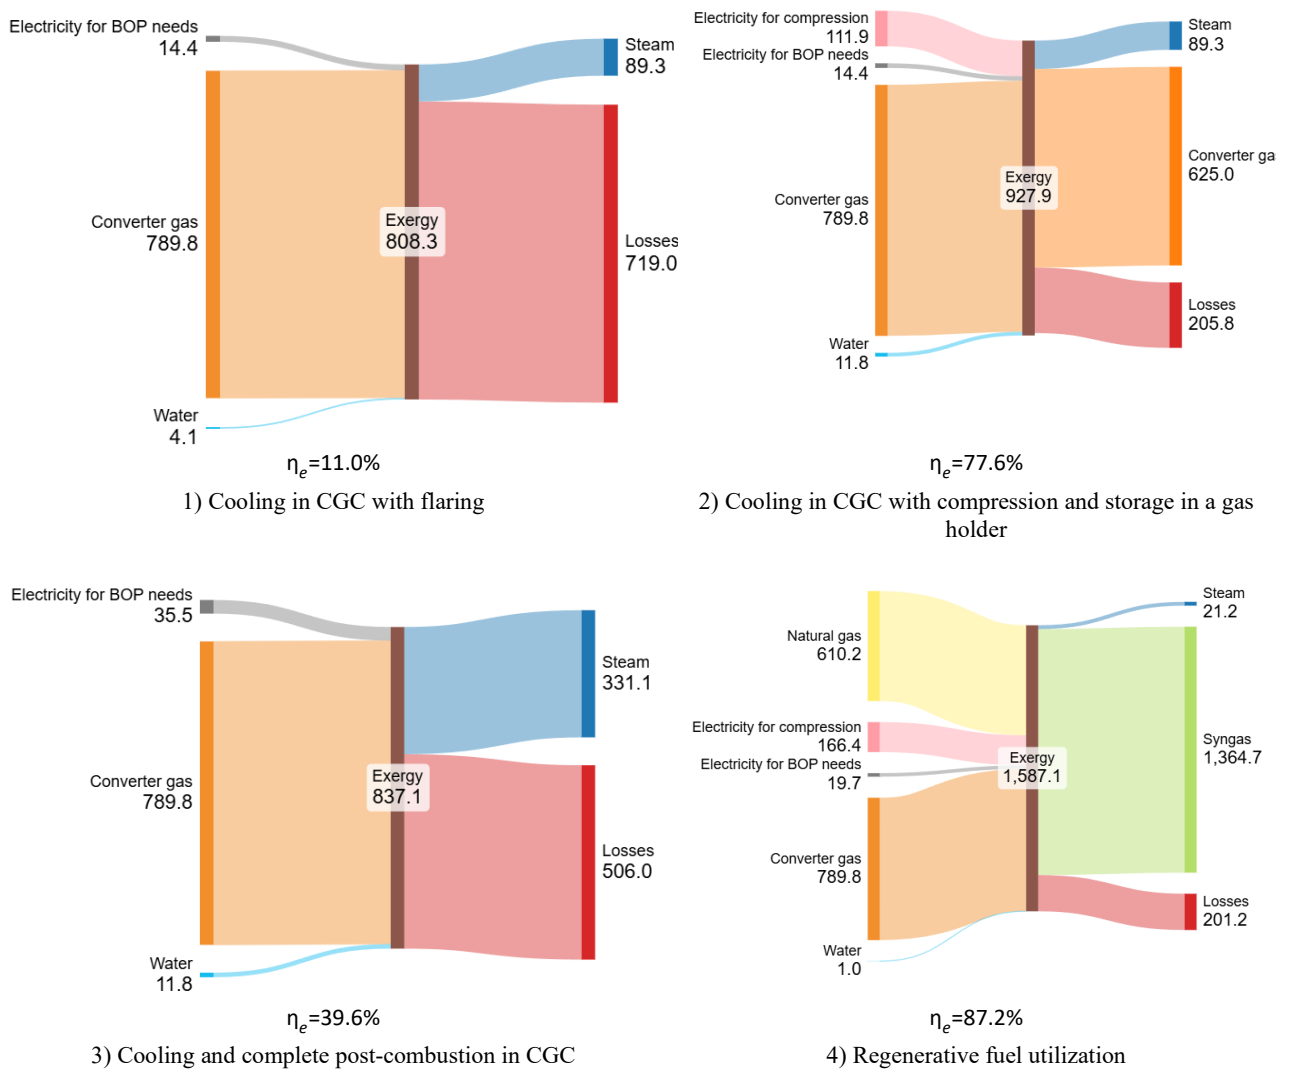 Electricity for BOP needs
14.4
Converter gas
789.8
Water
4.1
Exergy
808.3
Steam
89.3
Losses
719.0
ηe=11.0%
1) Cooling in CGC with flaring
Electricity for compression
111.9
Electricity for BOP needs
14.4
Converter gas
789.8
Water
11.8
Exergy
927.9
Steam
89.3
Converter ga
625.0
Losses
205.8
ηe=77.6%
2) Cooling in CGC with compression and storage in a gas
holder
Electricity for BOP needs
35.5
Converter gas
789.8
Water
11.8
Exergy
837.1
Steam
331.1
Losses
506.0
ηe=39.6%
3) Cooling and complete post-combustion in CGC
Natural gas
610.2
Electricity for compression
166.4
Electricity for BOP needs
19.7
Converter gas
789.8
Water
1.0
Exergy
1,587.1
Steam
21.2
Syngas
1,364.7
Losses
201.2
ηe=87.2%
4) Regenerative fuel utilization